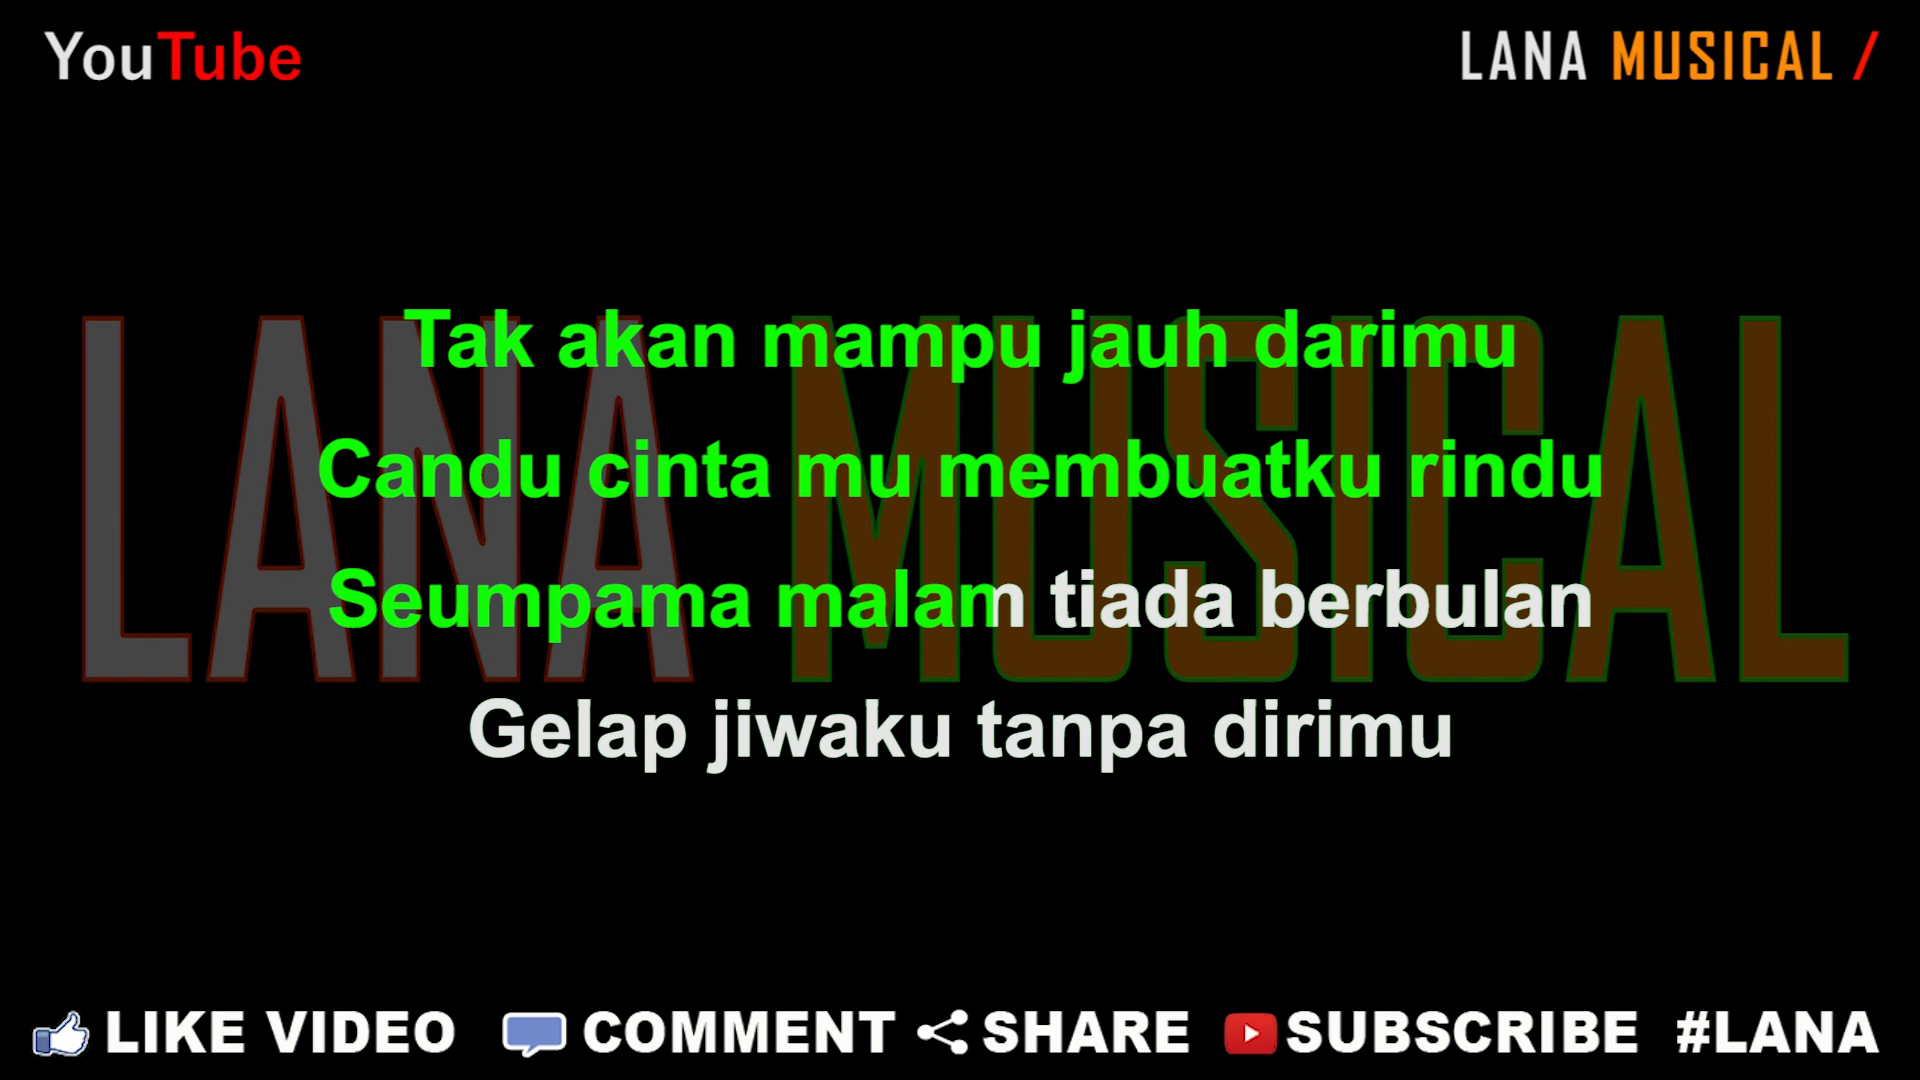 YouTube
LANA MUSICAL /
LANA MUSICAL
Tak akan mampu jauh darimu
Candu cinta mu membuatku rindu
Seumpama malam tiada berbulan
Gelap jiwaku tanpa dirimu
LIKE VIDEO COMMENT SHARE SUBSCRIBE #LANA